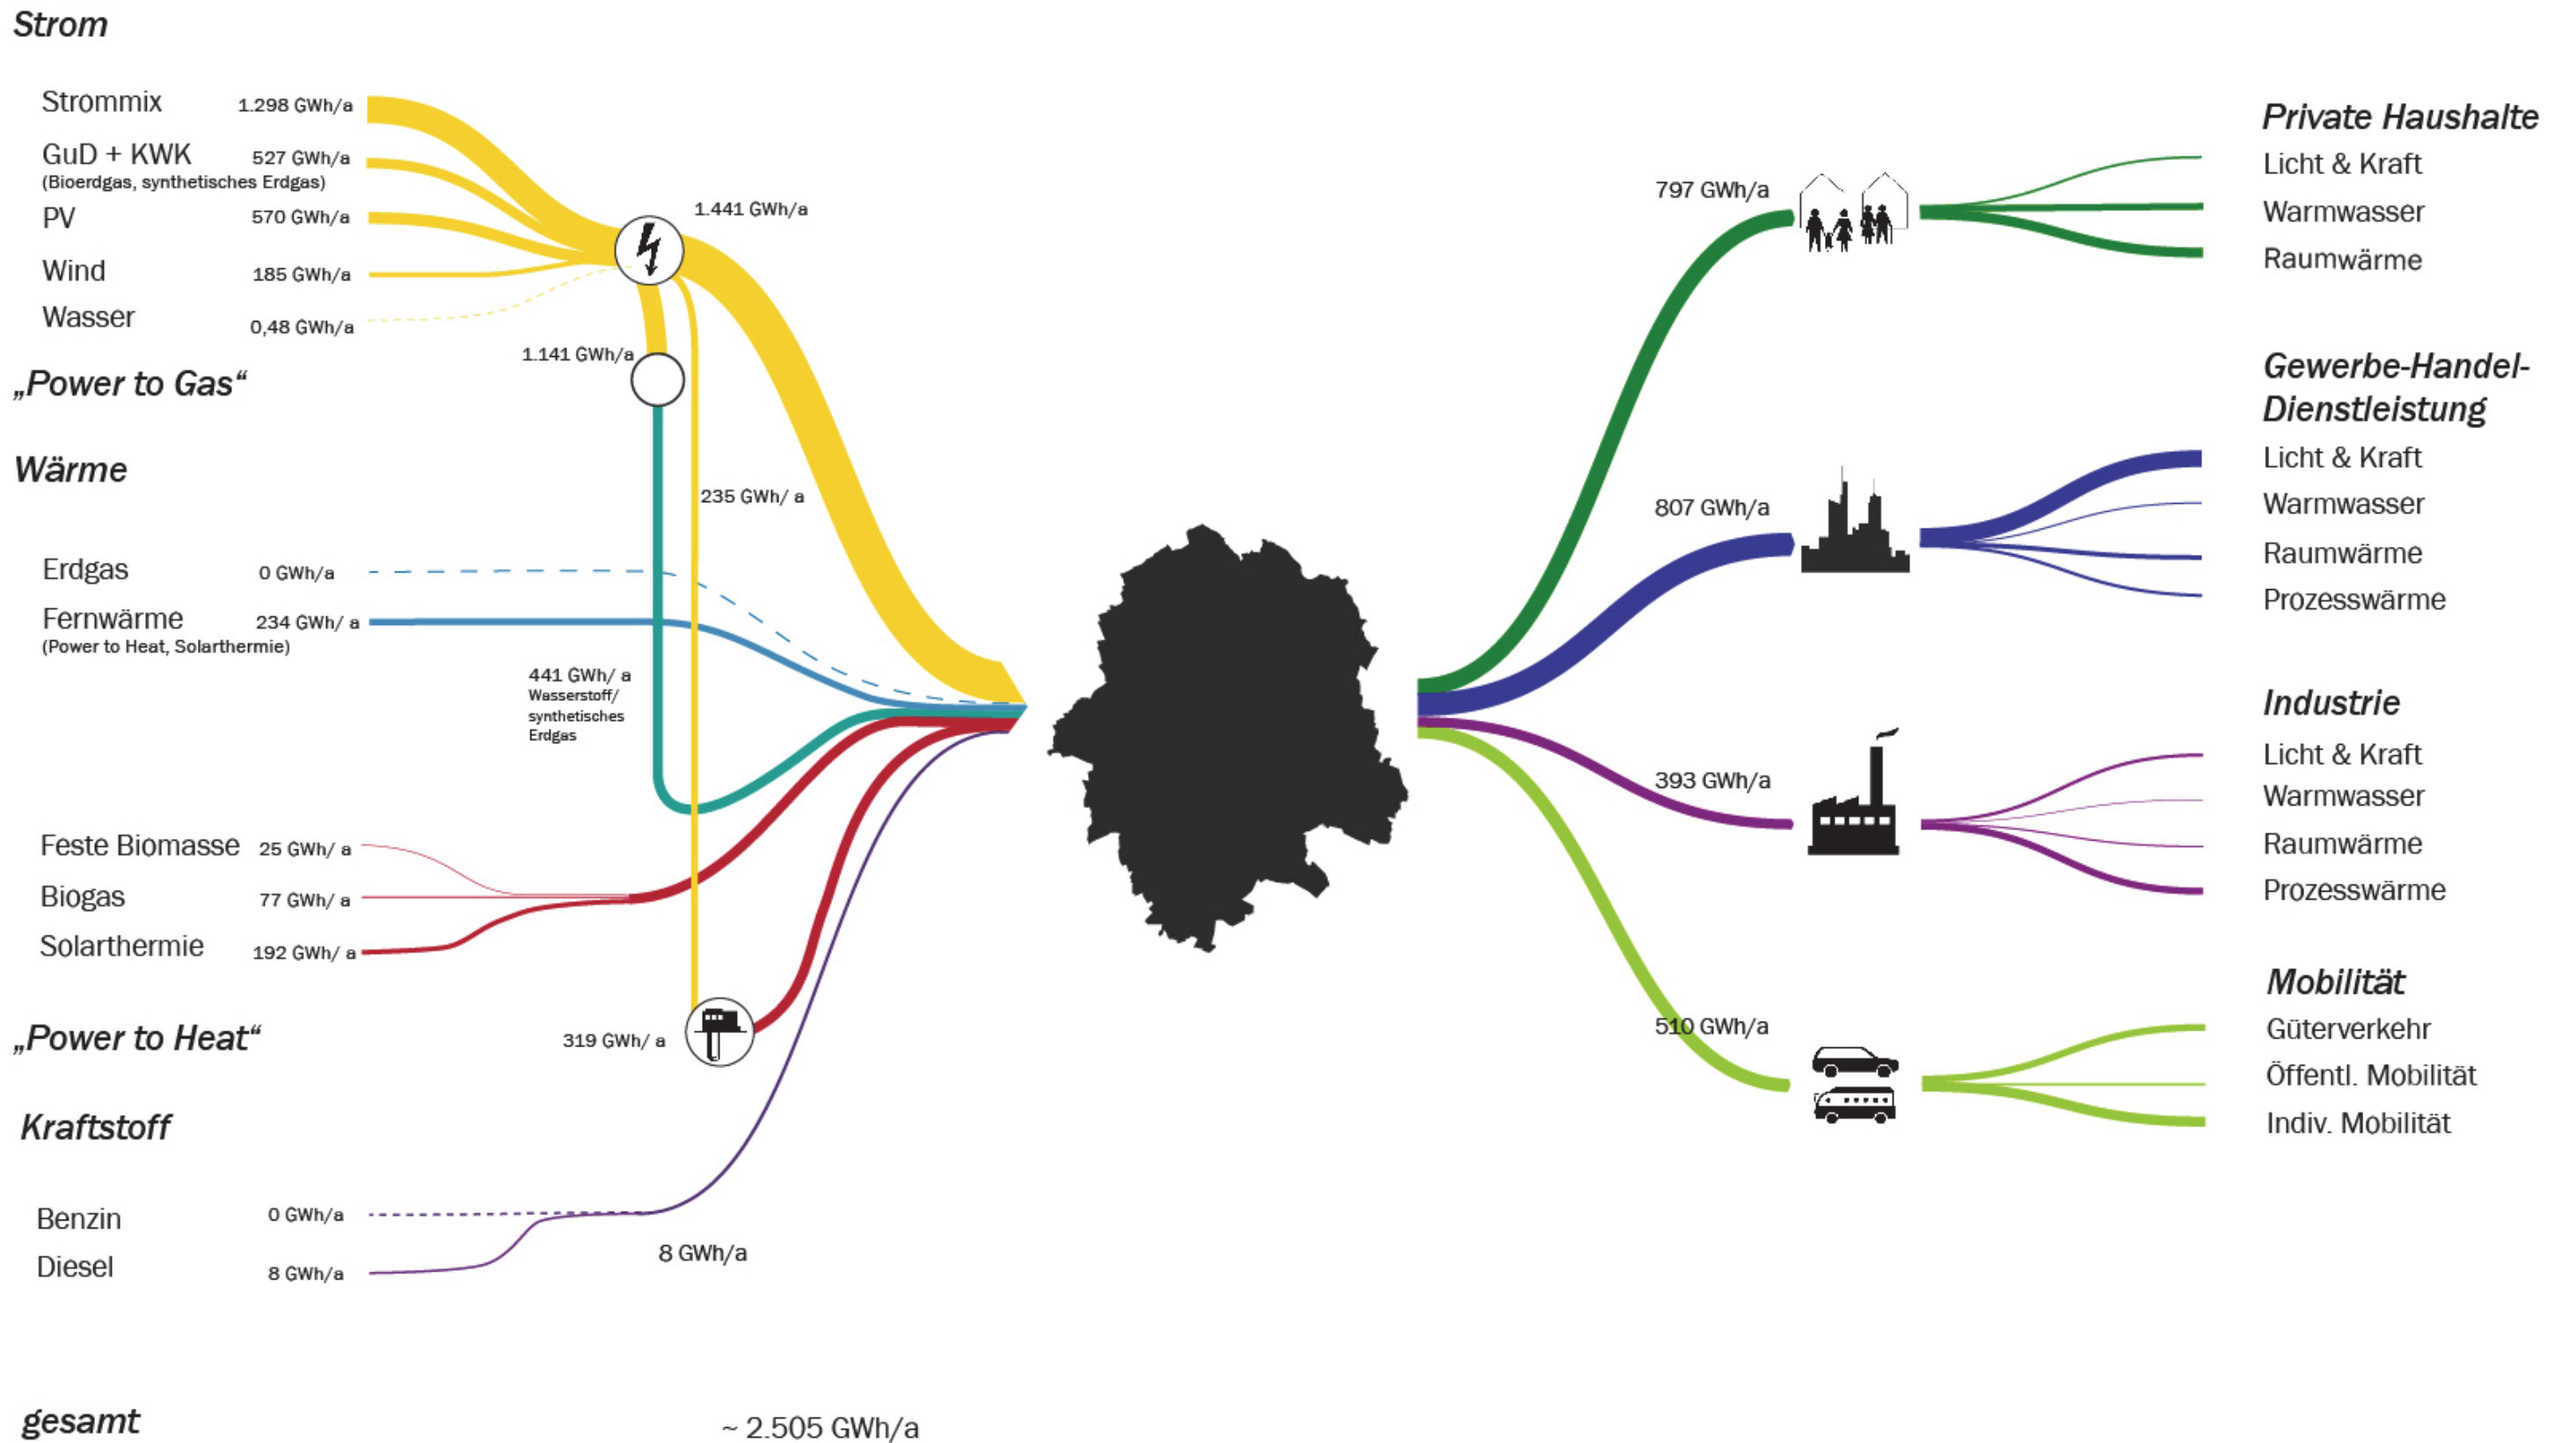 Strom
Strommix 1.298 GWh/a
GuD + KWK 527 GWh/a
(Bioerdgas, synthetisches Erdgas)
PV 570 GWh/a
Wind 185 GWh/a
Wasser 0,48 GWh/a
1.441 GWh/a
1.141 GWh/a
„Power to Gas“
Wärme
235 GWh/ a
Erdgas 0 GWh/a
Fernwärme 234 GWh/ a
(Power to Heat, Solarthermie)
441 GWh/ a
Wasserstoff/
synthetisches
Erdgas
Feste Biomasse 25 GWh/ a
Biogas 77 GWh/ a
Solarthermie 192 GWh/ a
„Power to Heat“
319 GWh/ a
Kraftstoff
Benzin 0 GWh/a
Diesel 8 GWh/a
8 GWh/a
gesamt
~ 2.505 GWh/a
797 GWh/a
Private Haushalte
Licht & Kraft
Warmwasser
Raumwärme
807 GWh/a
Gewerbe-Handel-
Dienstleistung
Licht & Kraft
Warmwasser
Raumwärme
Prozesswärme
393 GWh/a
Industrie
Licht & Kraft
Warmwasser
Raumwärme
Prozesswärme
510 GWh/a
Mobilität
Güterverkehr
Öffentl. Mobilität
Indiv. Mobilität